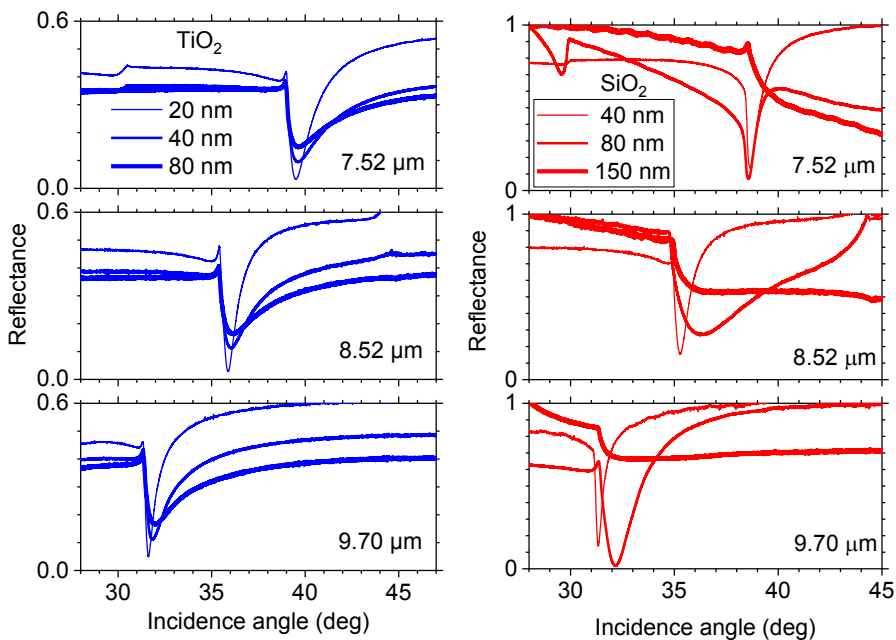 0.6
TiO2
20 nm
40 nm
80 nm
7.52 µm
0.0
0.6
Reflectance
8.52 µm
0.0
0.6
9.70 µm
0.0
30 35 40 45
Incidence angle (deg)
1
SiO2
40 nm
80 nm
150 nm
7.52 µm
0
1
Reflectance
8.52 µm
0
1
9.70 µm
0
30 35 40 45
Incidence angle (deg)